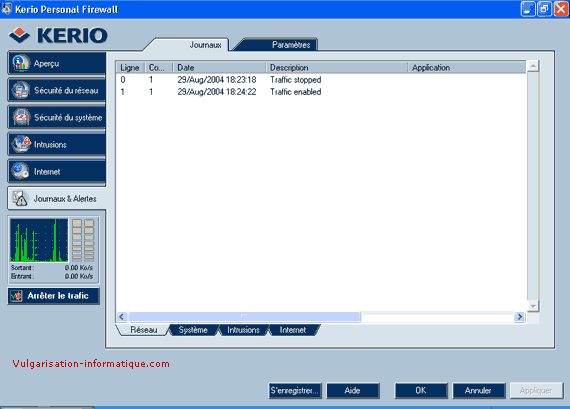 Kerio Personal Firewall
KERIO
Journaux
Paramètres
Aperçu
Sécurité du réseau
Sécurité du système
Intrusions
Internet
Journaux & Alertes
Ligne Co... Date Description Application
0 1 29/Aug/2004 18:23:18 Traffic stopped
1 1 29/Aug/2004 18:24:22 Traffic enabled
Sortant: 0.00 Ko/s
Entrant: 0.00 Ko/s
Arrêter le trafic
Réseau Système Intrusions Internet
Vulgarisation-informatique.com
S'enregistrer... Aide OK Annuler Appliquer